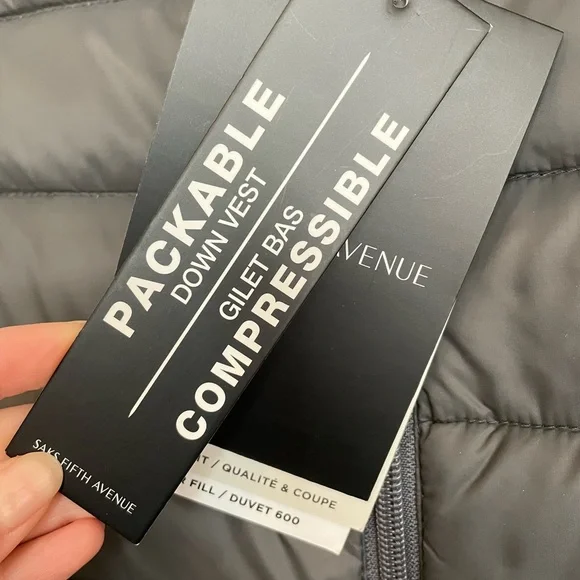 PACKABLE
DOWN VEST
GILET BAS
COMPRESSIBLE
SAKS FIFTH AVENUE
AVENUE
/ QUALITÉ & COUPE
& FILL / DUVET 600